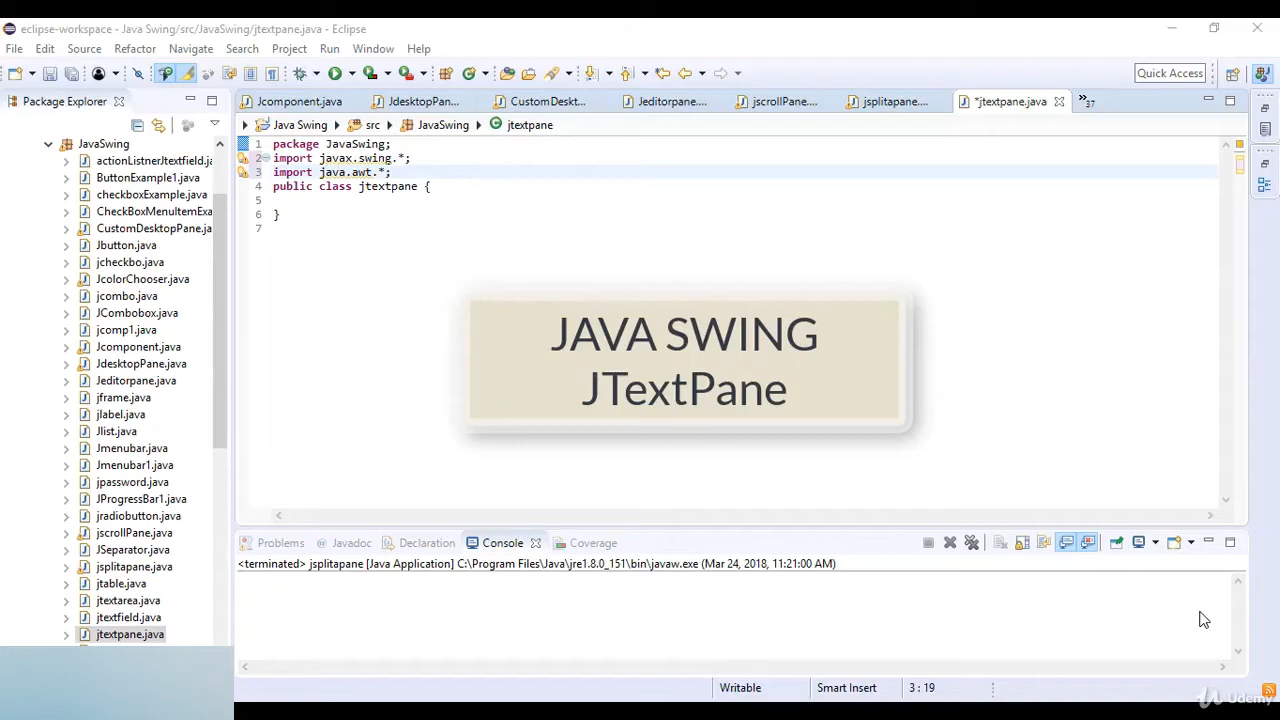 eclipse-workspace - Java Swing/src/JavaSwing/jtextpane.java - Eclipse
File Edit Source Refactor Navigate Search Project Run Window Help
Quick Access
Package Explorer
Jcomponent.java JdesktopPan... CustomDeskt... Jeditorpane.... jscrollPane.... jsplitapane.... *jtextpane.java »37
Java Swing src JavaSwing jtextpane
JavaSwing
actionListnerJtextfield.ja
ButtonExample1.java
checkboxExample.java
CheckBoxMenuItemExa
CustomDesktopPane.ja
Jbutton.java
jcheckbo.java
JcolorChooser.java
jcombo.java
JCombobox.java
jcomp1.java
Jcomponent.java
JdesktopPane.java
Jeditorpane.java
jframe.java
jlabel.java
Jlist.java
Jmenubar.java
Jmenubar1.java
jpassword.java
JProgressBar1.java
jradiobutton.java
jscrollPane.java
JSeparator.java
jsplitapane.java
jtable.java
jtextarea.java
jtextfield.java
jtextpane.java
1 package JavaSwing;
2 import javax.swing.*;
3 import java.awt.*;
4 public class jtextpane {
5
6 }
7
JAVA SWING
JTextPane
Problems Javadoc Declaration Console Coverage
<terminated> jsplitapane [Java Application] C:\Program Files\Java\jre1.8.0_151\bin\javaw.exe (Mar 24, 2018, 11:21:00 AM)
Writable Smart Insert 3 : 19
Udemy